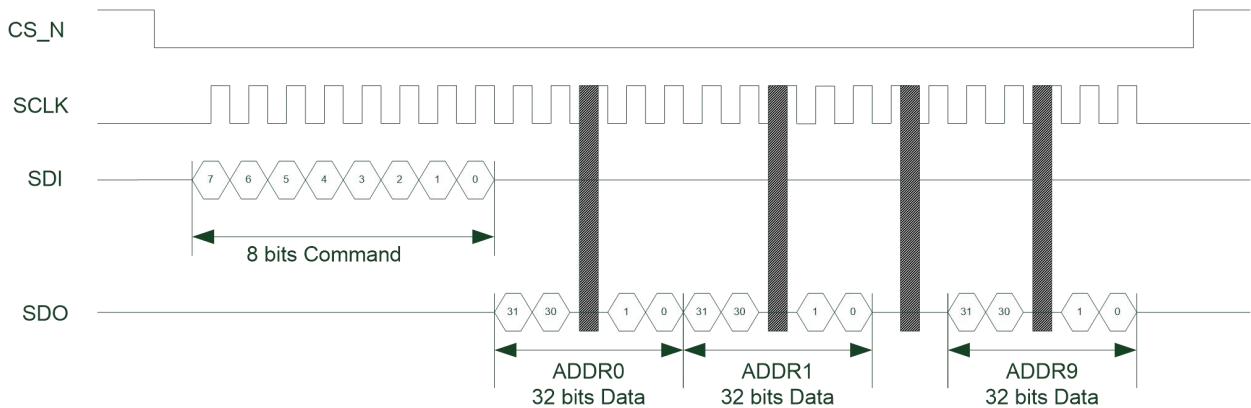 CS_N
SCLK
SDI
7 6 5 4 3 2 1 0
8 bits Command
SDO
31 30 1 0 31 30 1 0 31 30 1 0
ADDR0 ADDR1 ADDR9
32 bits Data 32 bits Data 32 bits Data